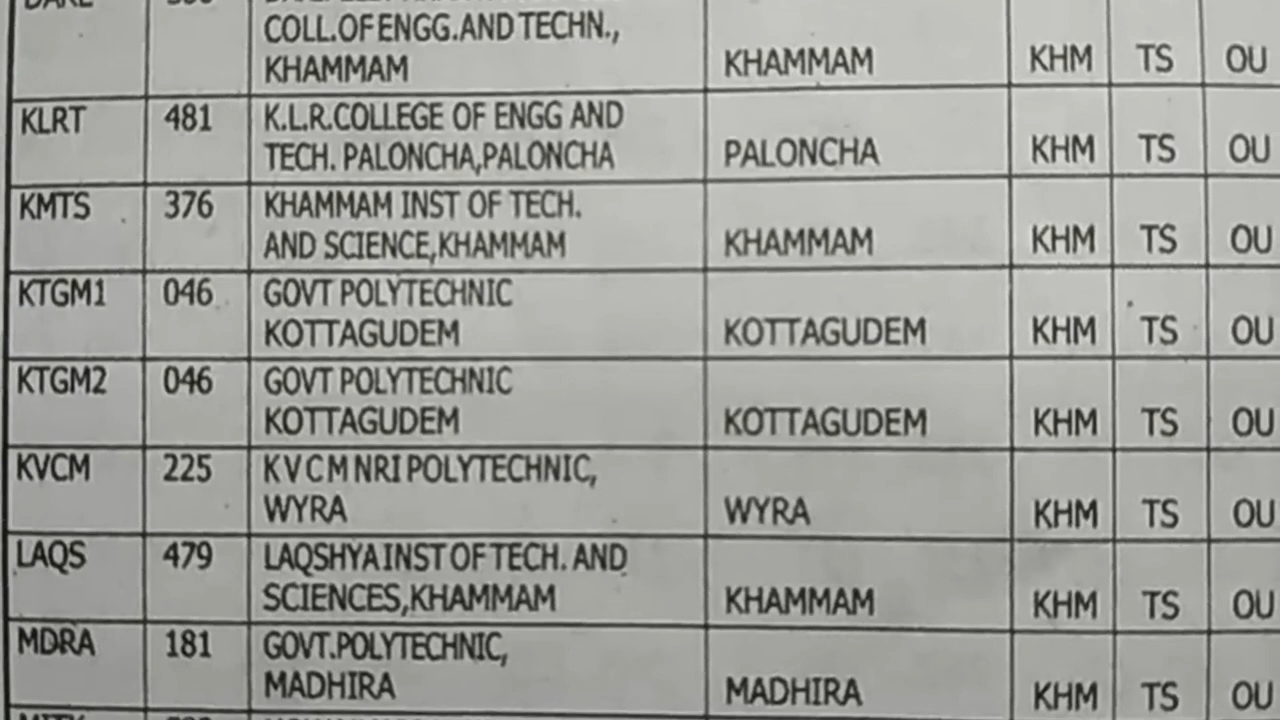 COLL.OF ENGG.AND TECHN.,
KHAMMAM KHAMMAM KHM TS OU
KLRT 481 K.L.R.COLLEGE OF ENGG AND
TECH. PALONCHA,PALONCHA PALONCHA KHM TS OU
KMTS 376 KHAMMAM INST OF TECH.
AND SCIENCE,KHAMMAM KHAMMAM KHM TS OU
KTGM1 046 GOVT POLYTECHNIC
KOTTAGUDEM KOTTAGUDEM KHM TS OU
KTGM2 046 GOVT POLYTECHNIC
KOTTAGUDEM KOTTAGUDEM KHM TS OU
KVCM 225 K V C M NRI POLYTECHNIC,
WYRA WYRA KHM TS OU
LAQS 479 LAQSHYA INST OF TECH. AND
SCIENCES,KHAMMAM KHAMMAM KHM TS OU
MDRA 181 GOVT.POLYTECHNIC,
MADHIRA MADHIRA KHM TS OU